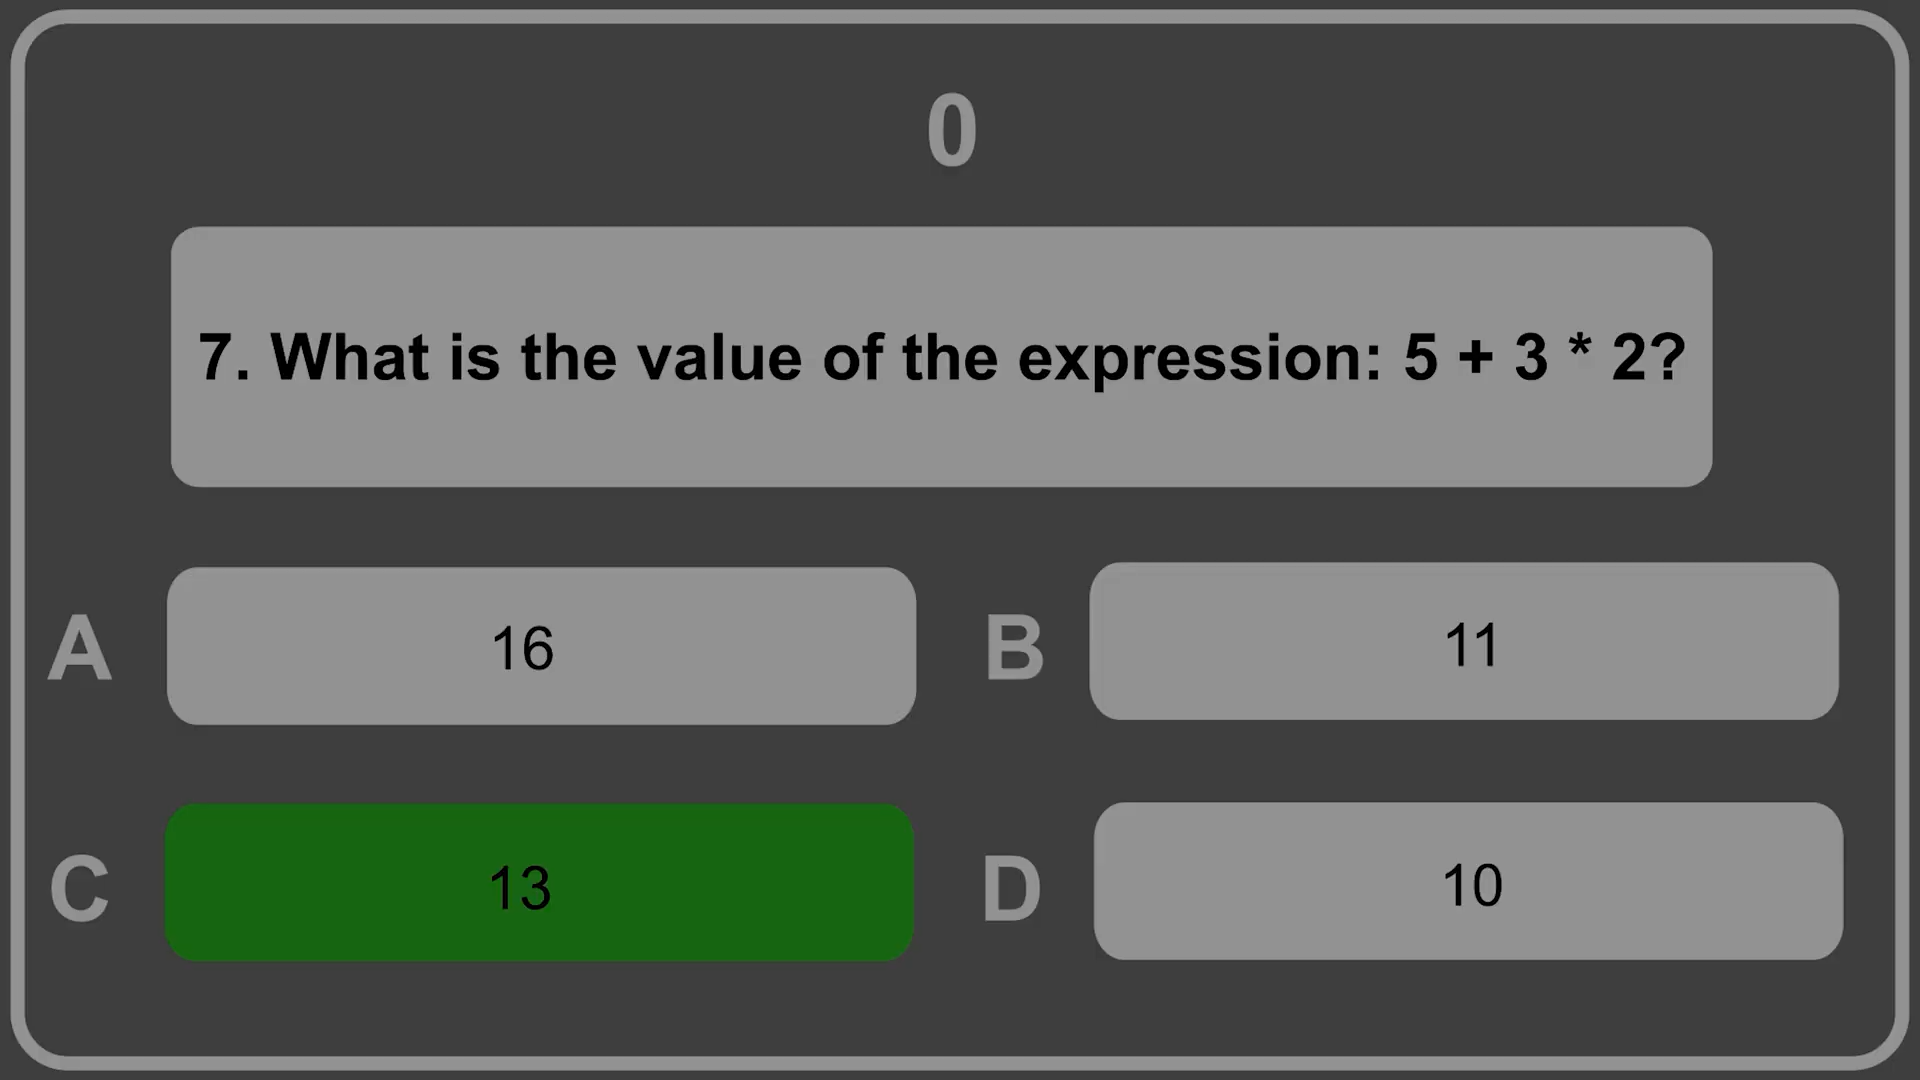 0
7. What is the value of the expression: 5 + 3 * 2?
A
16
B
11
C
13
D
10